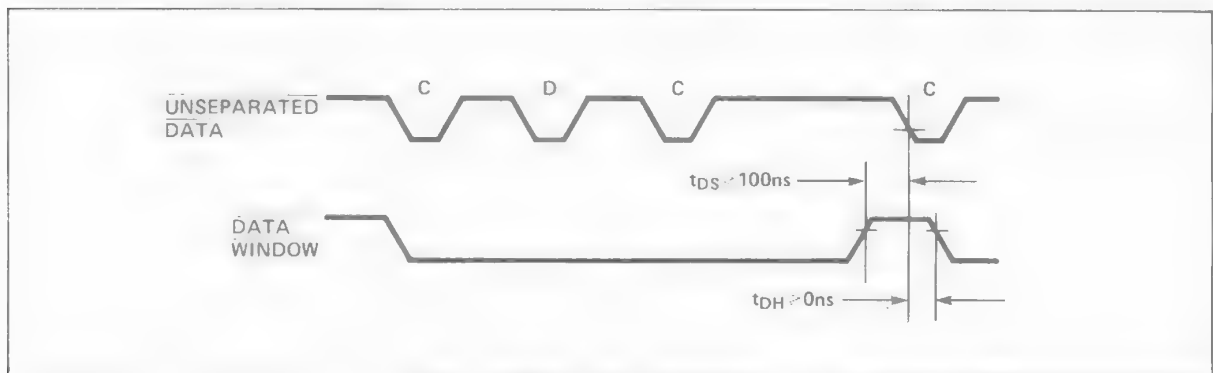 C D C C
UNSEPARATED
DATA
tDS > 100ns
DATA
WINDOW
tDH > 0ns